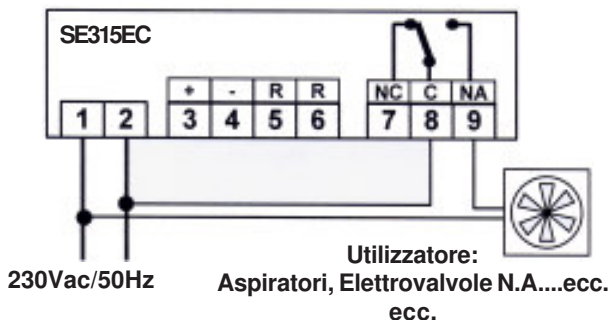 SE315EC
+ - R R NC C NA
1 2 3 4 5 6 7 8 9
Utilizzatore:
230Vac/50Hz Aspiratori, Elettrovalvole N.A....ecc.
ecc.